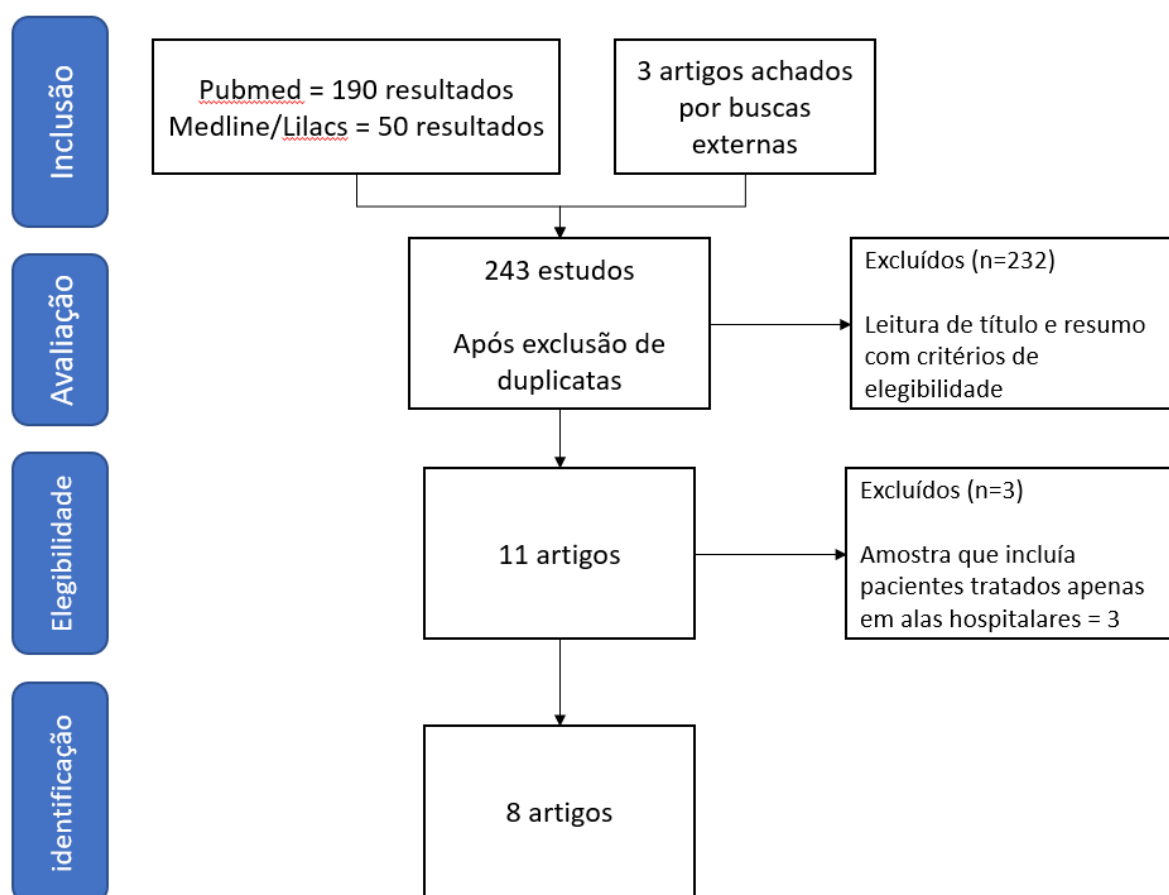 Inclusão
Pubmed = 190 resultados
Medline/Lilacs = 50 resultados
3 artigos achados
por buscas
externas
Avaliação
243 estudos
Após exclusão de
duplicatas
Excluídos (n=232)
Leitura de título e resumo
com critérios de
elegibilidade
Elegibilidade
11 artigos
Excluídos (n=3)
Amostra que incluía
pacientes tratados apenas
em alas hospitalares = 3
identificação
8 artigos